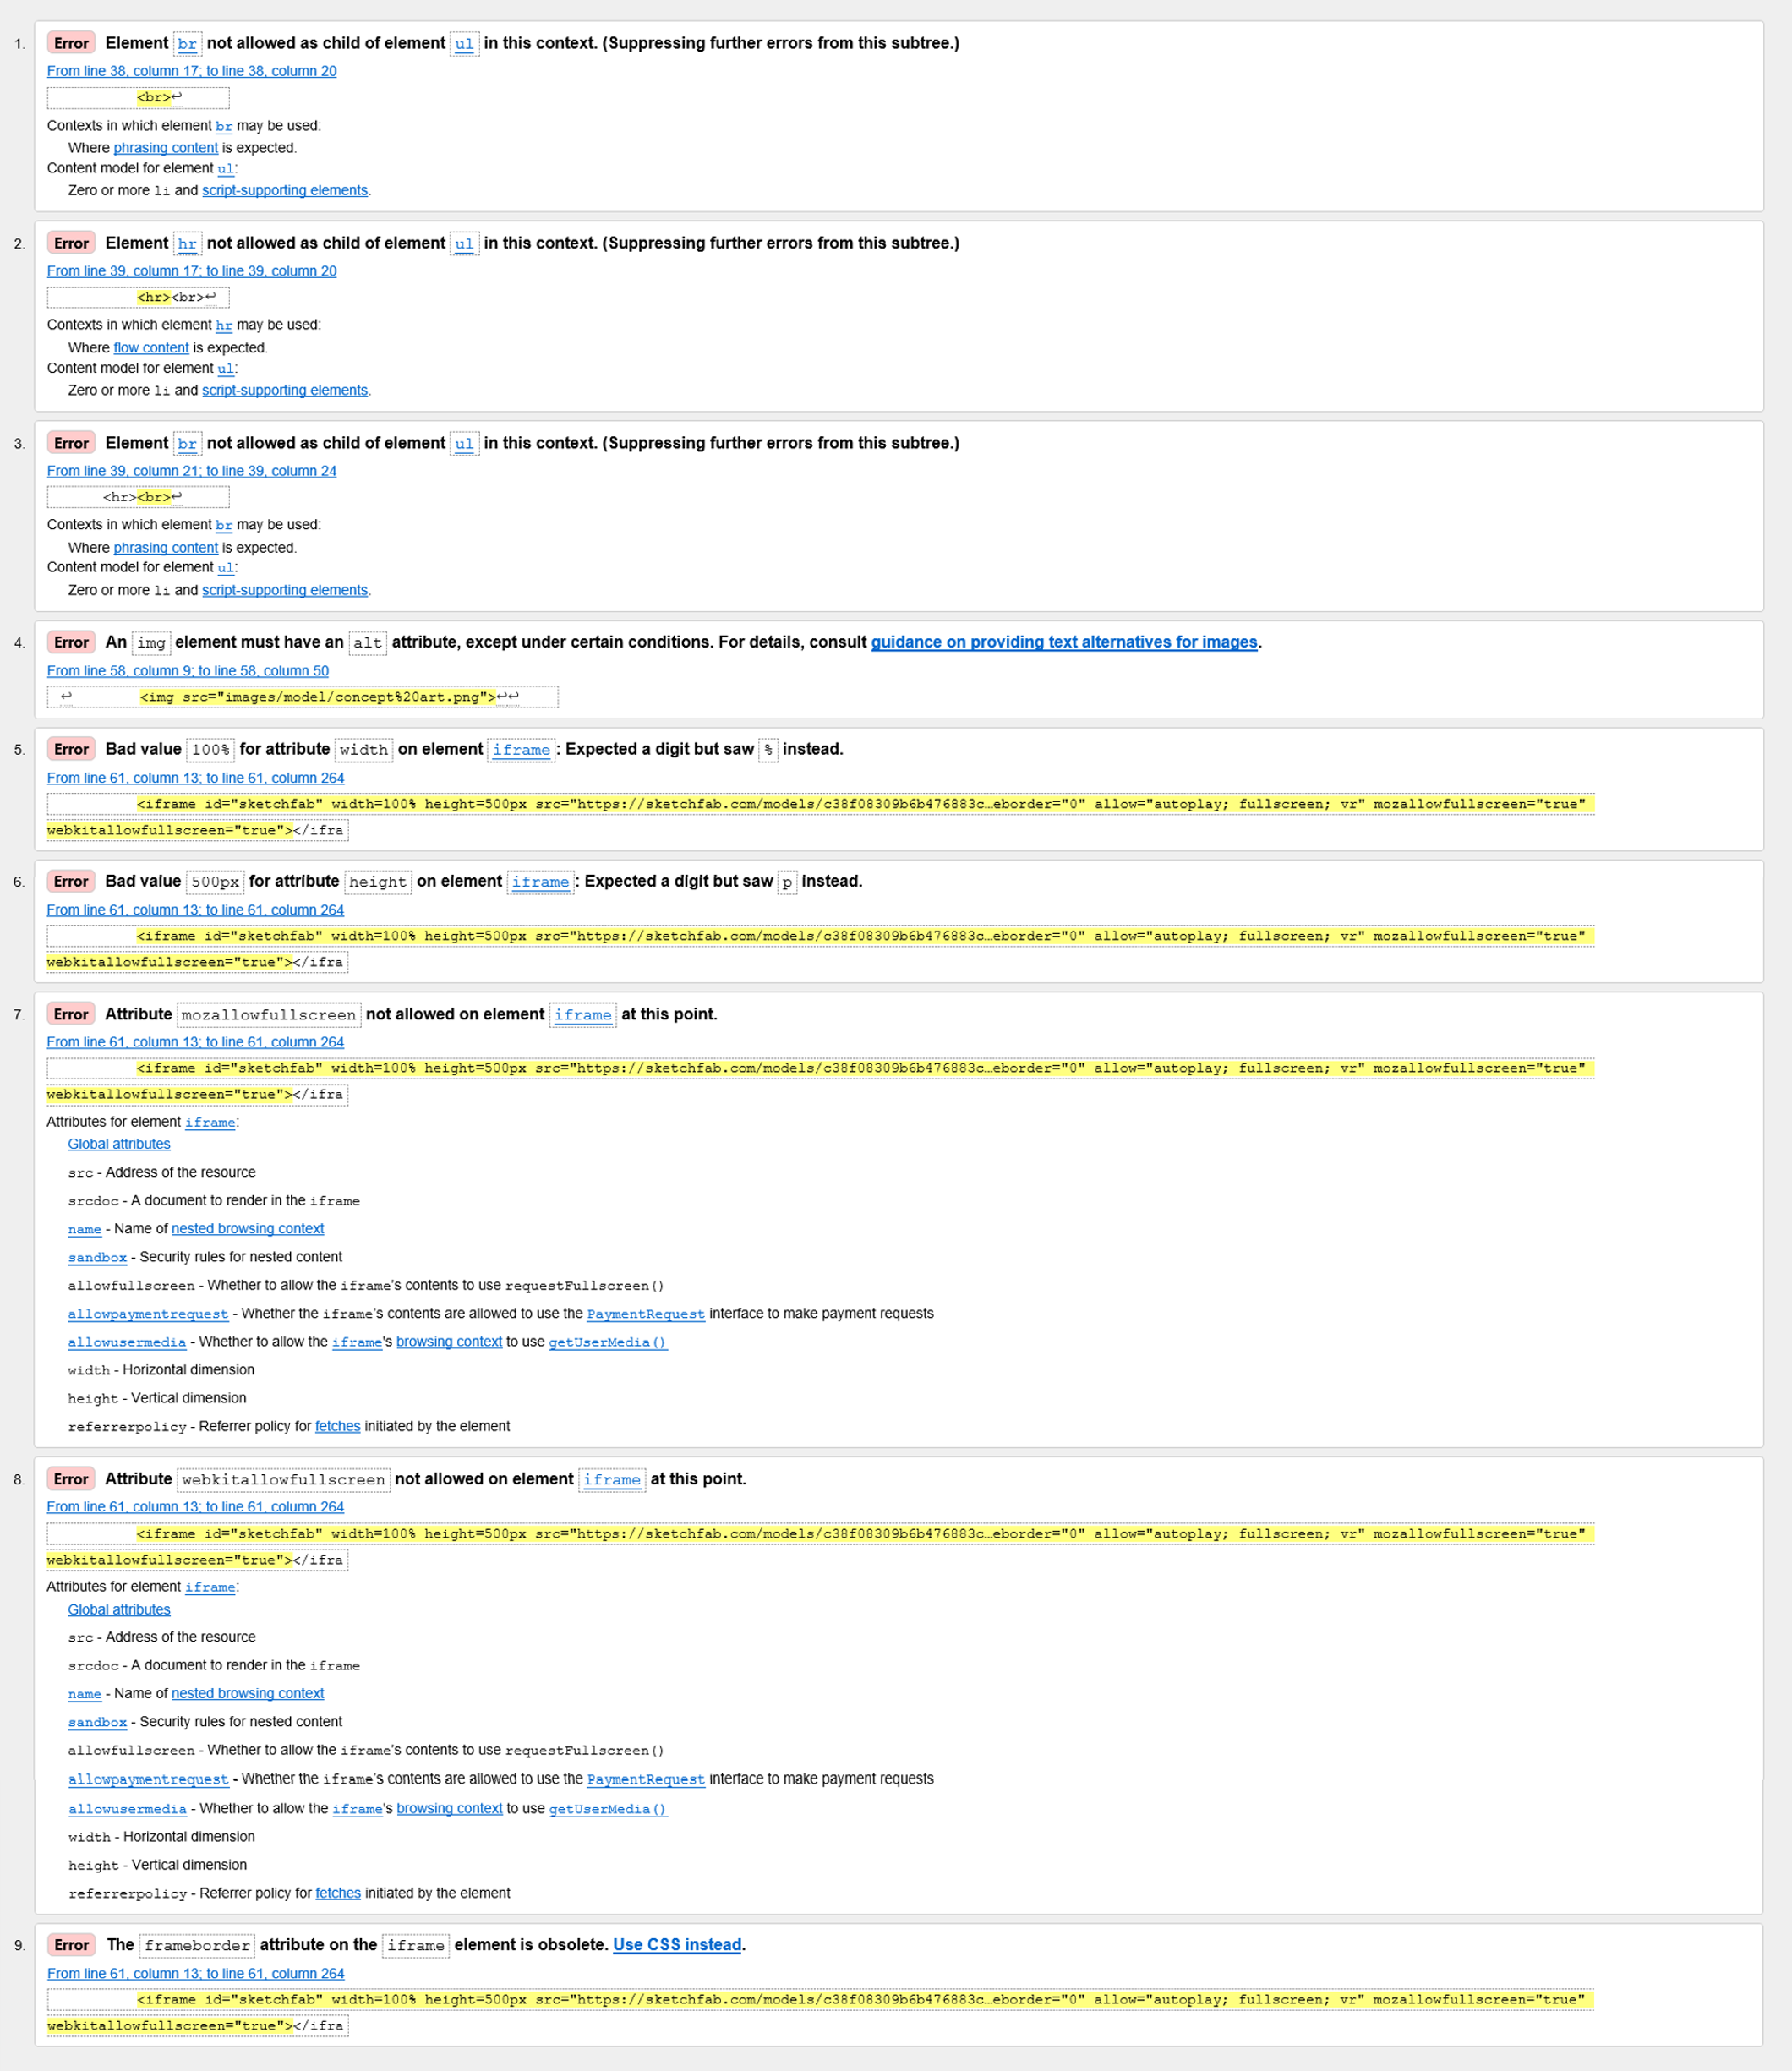 1. Error Element br not allowed as child of element ul in this context. (Suppressing further errors from this subtree.)
From line 38, column 17; to line 38, column 20
<br>↩
Contexts in which element br may be used:
Where phrasing content is expected.
Content model for element ul:
Zero or more li and script-supporting elements.
2. Error Element hr not allowed as child of element ul in this context. (Suppressing further errors from this subtree.)
From line 39, column 17; to line 39, column 20
<hr><br>↩
Contexts in which element hr may be used:
Where flow content is expected.
Content model for element ul:
Zero or more li and script-supporting elements.
3. Error Element br not allowed as child of element ul in this context. (Suppressing further errors from this subtree.)
From line 39, column 21; to line 39, column 24
<hr><br>↩
Contexts in which element br may be used:
Where phrasing content is expected.
Content model for element ul:
Zero or more li and script-supporting elements.
4. Error An img element must have an alt attribute, except under certain conditions. For details, consult guidance on providing text alternatives for images.
From line 58, column 9; to line 58, column 50
↩ <img src="images/model/concept%20art.png">↩↩
5. Error Bad value 100% for attribute width on element iframe: Expected a digit but saw % instead.
From line 61, column 13; to line 61, column 264
<iframe id="sketchfab" width=100% height=500px src="https://sketchfab.com/models/c38f08309b6b476883c…eborder="0" allow="autoplay; fullscreen; vr" mozallowfullscreen="true"
webkitallowfullscreen="true"></ifra
6. Error Bad value 500px for attribute height on element iframe: Expected a digit but saw p instead.
From line 61, column 13; to line 61, column 264
<iframe id="sketchfab" width=100% height=500px src="https://sketchfab.com/models/c38f08309b6b476883c…eborder="0" allow="autoplay; fullscreen; vr" mozallowfullscreen="true"
webkitallowfullscreen="true"></ifra
7. Error Attribute mozallowfullscreen not allowed on element iframe at this point.
From line 61, column 13; to line 61, column 264
<iframe id="sketchfab" width=100% height=500px src="https://sketchfab.com/models/c38f08309b6b476883c…eborder="0" allow="autoplay; fullscreen; vr" mozallowfullscreen="true"
webkitallowfullscreen="true"></ifra
Attributes for element iframe:
Global attributes
src - Address of the resource
srcdoc - A document to render in the iframe
name - Name of nested browsing context
sandbox - Security rules for nested content
allowfullscreen - Whether to allow the iframe's contents to use requestFullscreen()
allowpaymentrequest - Whether the iframe's contents are allowed to use the PaymentRequest interface to make payment requests
allowusermedia - Whether to allow the iframe's browsing context to use getUserMedia()
width - Horizontal dimension
height - Vertical dimension
referrerpolicy - Referrer policy for fetches initiated by the element
8. Error Attribute webkitallowfullscreen not allowed on element iframe at this point.
From line 61, column 13; to line 61, column 264
<iframe id="sketchfab" width=100% height=500px src="https://sketchfab.com/models/c38f08309b6b476883c…eborder="0" allow="autoplay; fullscreen; vr" mozallowfullscreen="true"
webkitallowfullscreen="true"></ifra
Attributes for element iframe:
Global attributes
src - Address of the resource
srcdoc - A document to render in the iframe
name - Name of nested browsing context
sandbox - Security rules for nested content
allowfullscreen - Whether to allow the iframe's contents to use requestFullscreen()
allowpaymentrequest - Whether the iframe's contents are allowed to use the PaymentRequest interface to make payment requests
allowusermedia - Whether to allow the iframe's browsing context to use getUserMedia()
width - Horizontal dimension
height - Vertical dimension
referrerpolicy - Referrer policy for fetches initiated by the element
9. Error The frameborder attribute on the iframe element is obsolete. Use CSS instead.
From line 61, column 13; to line 61, column 264
<iframe id="sketchfab" width=100% height=500px src="https://sketchfab.com/models/c38f08309b6b476883c…eborder="0" allow="autoplay; fullscreen; vr" mozallowfullscreen="true"
webkitallowfullscreen="true"></ifra